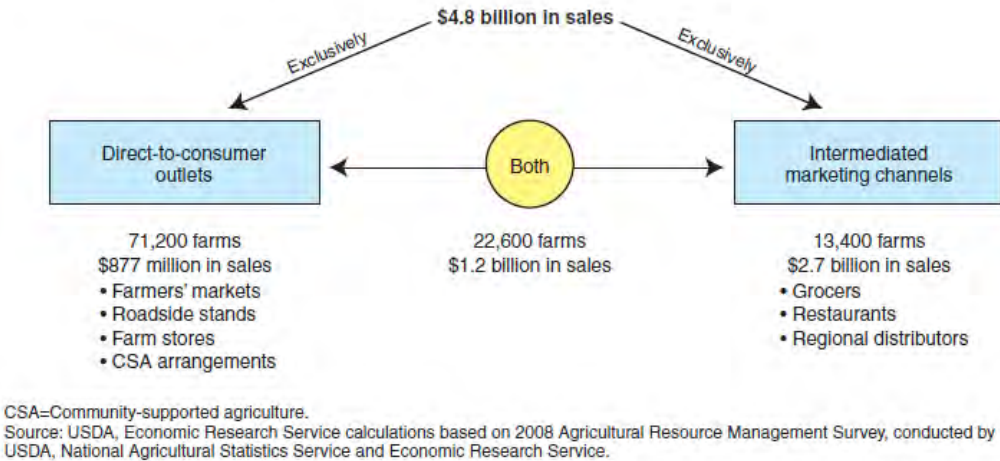 $4.8 billion in sales
Exclusively
Exclusively
Direct-to-consumer
outlets
Both
Intermediated
marketing channels
71,200 farms
$877 million in sales
• Farmers' markets
• Roadside stands
• Farm stores
• CSA arrangements
22,600 farms
$1.2 billion in sales
13,400 farms
$2.7 billion in sales
• Grocers
• Restaurants
• Regional distributors
CSA=Community-supported agriculture.
Source: USDA, Economic Research Service calculations based on 2008 Agricultural Resource Management Survey, conducted by
USDA, National Agricultural Statistics Service and Economic Research Service.